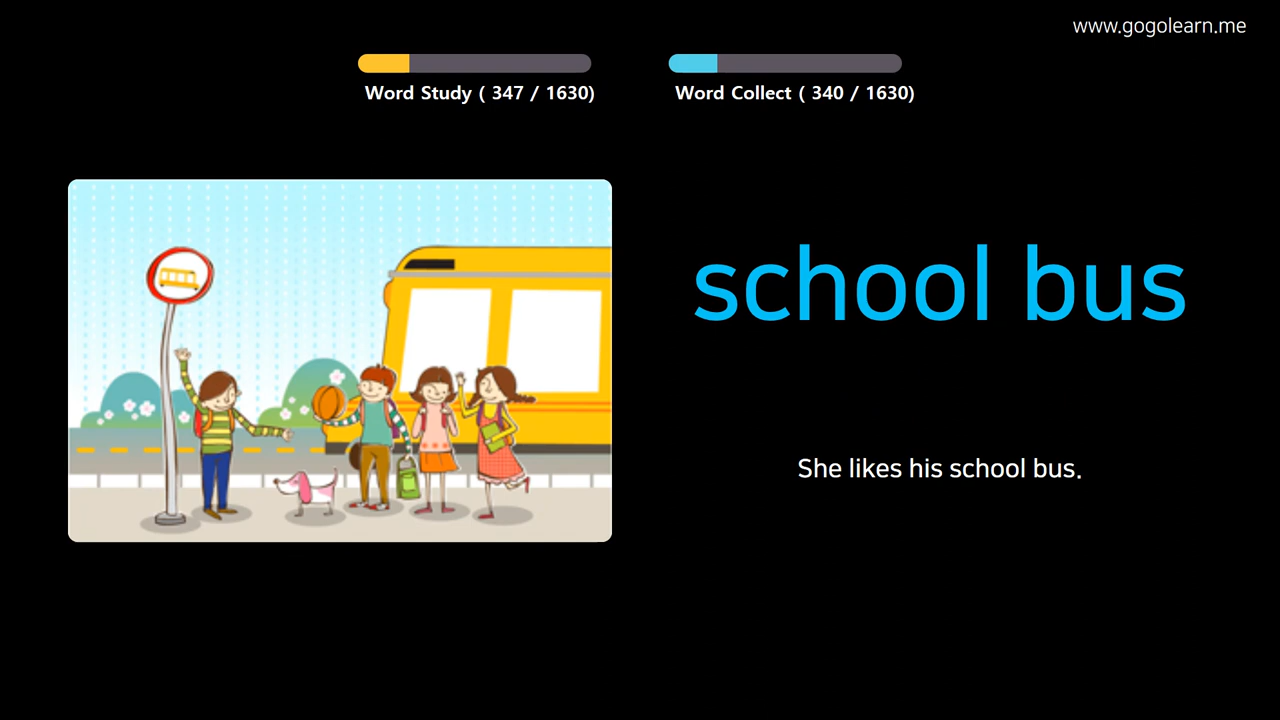 www.gogolearn.me
Word Study ( 347 / 1630)
Word Collect ( 340 / 1630)
school bus
She likes his school bus.